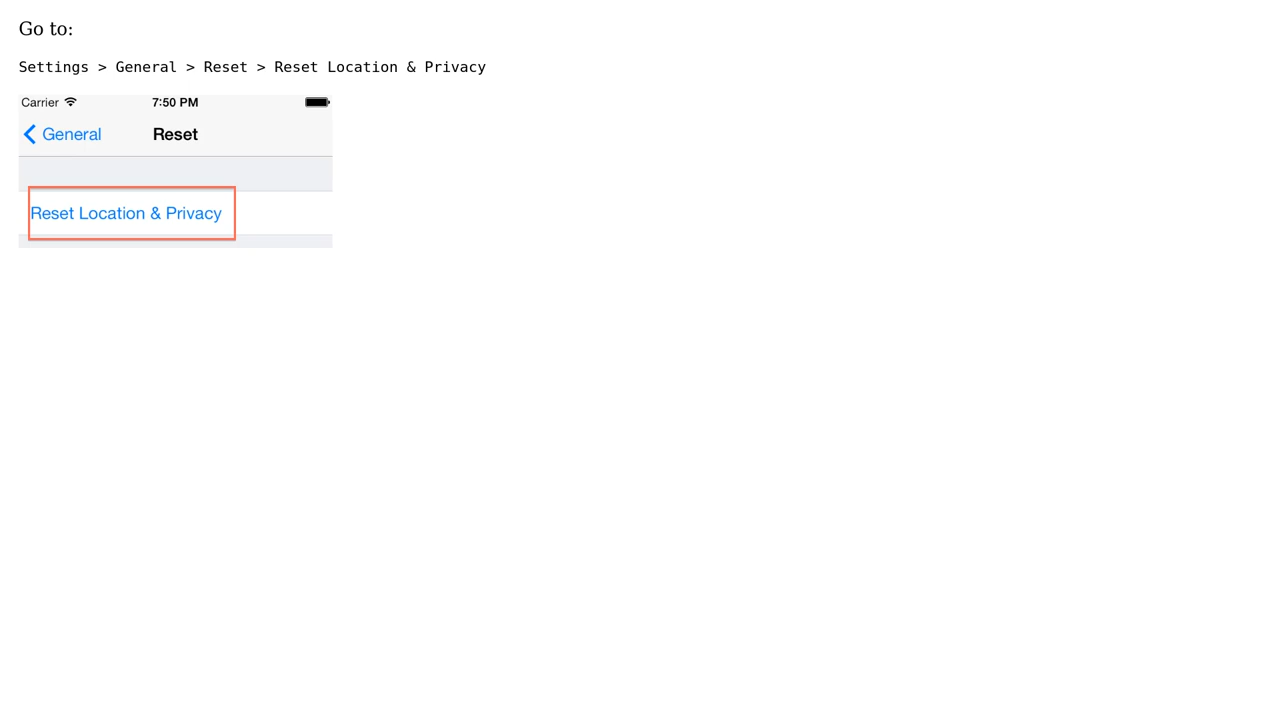 Go to:
Settings > General > Reset > Reset Location & Privacy
Carrier 7:50 PM
General Reset
Reset Location & Privacy